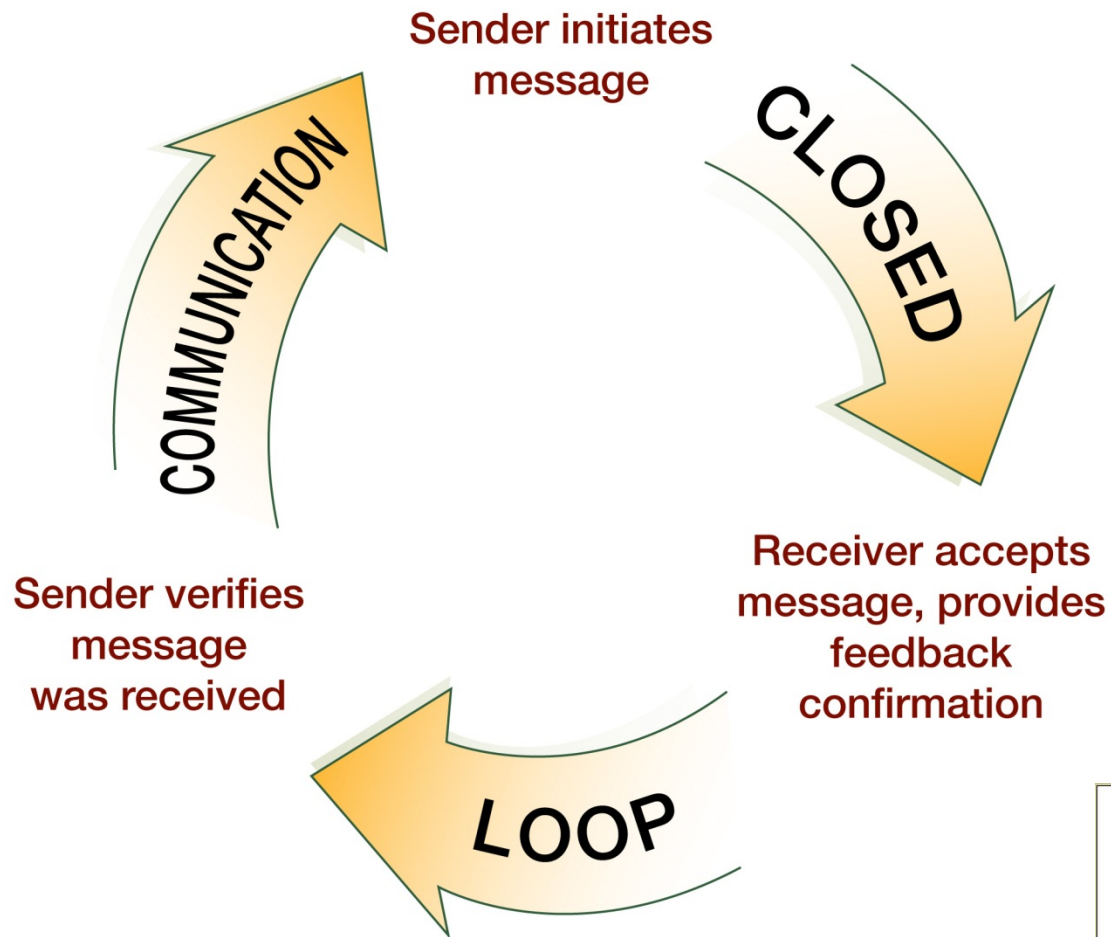 Sender initiates
message
CLOSED
Receiver accepts
message, provides
feedback
confirmation
LOOP
Sender verifies
message
was received
COMMUNICATION